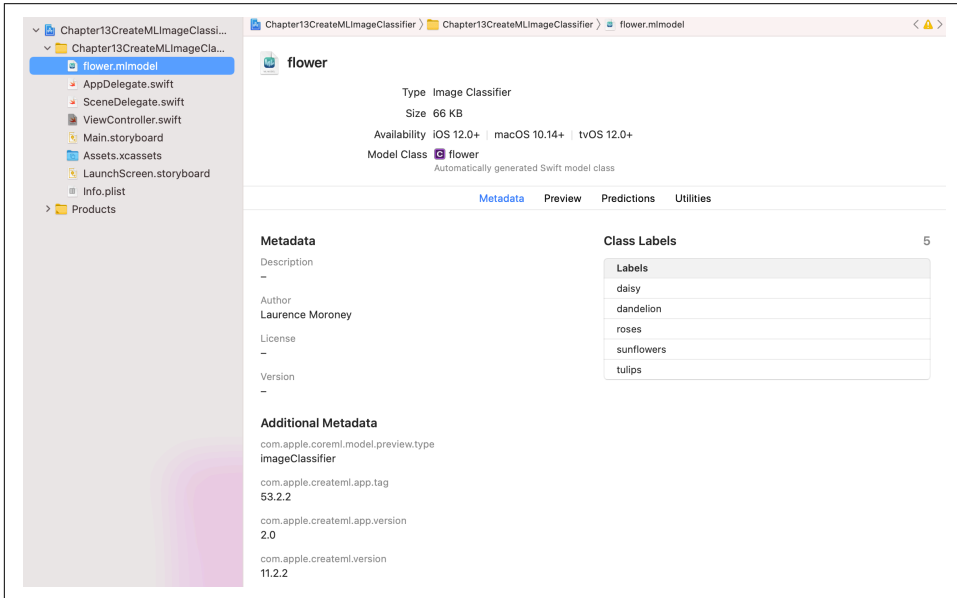 Chapter13CreateMLImageClassi...
Chapter13CreateMLImageCla...
flower.mlmodel
AppDelegate.swift
SceneDelegate.swift
ViewController.swift
Main.storyboard
Assets.xcassets
LaunchScreen.storyboard
Info.plist
Products
Chapter13CreateMLImageClassifier 〉 Chapter13CreateMLImageClassifier 〉 flower.mlmodel
flower
Type Image Classifier
Size 66 KB
Availability iOS 12.0+ | macOS 10.14+ | tvOS 12.0+
Model Class C flower
Automatically generated Swift model class
Metadata Preview Predictions Utilities
Metadata
Description
–
Author
Laurence Moroney
License
–
Version
–
Additional Metadata
com.apple.coreml.model.preview.type
imageClassifier
com.apple.createml.app.tag
53.2.2
com.apple.createml.app.version
2.0
com.apple.createml.version
11.2.2
Class Labels 5
Labels
daisy
dandelion
roses
sunflowers
tulips